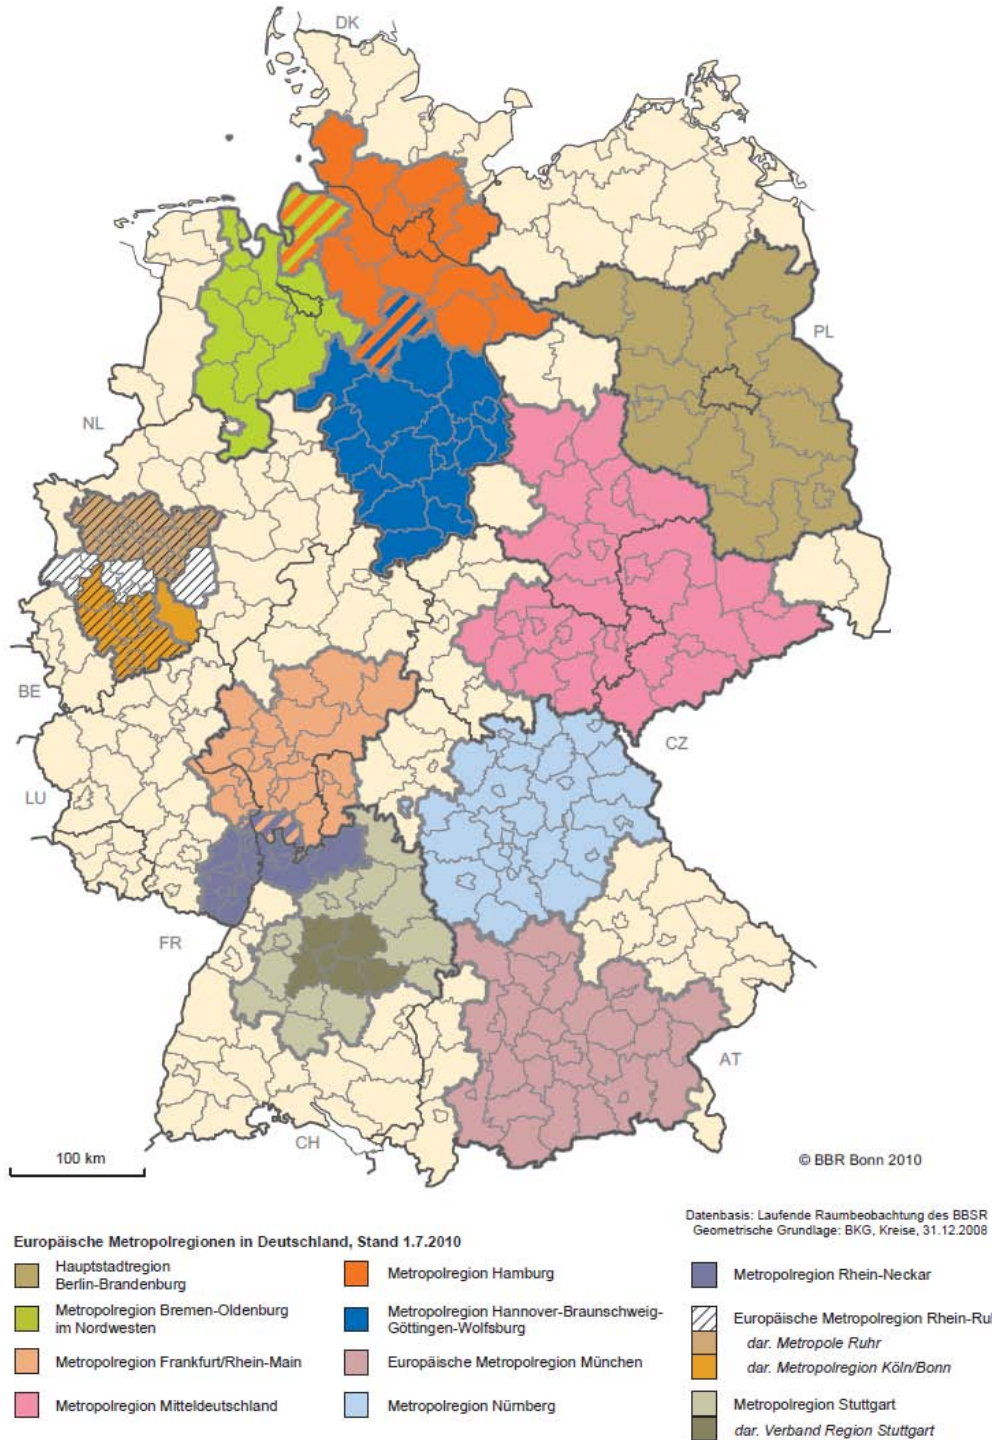 DK
PL
NL
BE
CZ
LU
FR
AT
CH
100 km
© BBR Bonn 2010
Datenbasis: Laufende Raumbeobachtung des BBSR
Geometrische Grundlage: BKG, Kreise, 31.12.2008
Europäische Metropolregionen in Deutschland, Stand 1.7.2010
Hauptstadtregion
Berlin-Brandenburg
Metropolregion Bremen-Oldenburg
im Nordwesten
Metropolregion Frankfurt/Rhein-Main
Metropolregion Mitteldeutschland
Metropolregion Hamburg
Metropolregion Hannover-Braunschweig-
Göttingen-Wolfsburg
Europäische Metropolregion München
Metropolregion Nürnberg
Metropolregion Rhein-Neckar
Europäische Metropolregion Rhein-Ru
dar. Metropole Ruhr
dar. Metropolregion Köln/Bonn
Metropolregion Stuttgart
dar. Verband Region Stuttgart